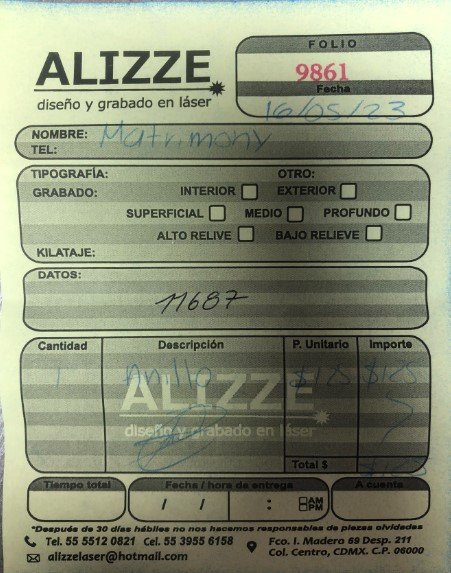 ALIZZE
diseño y grabado en láser
FOLIO
9861
Fecha
16/05/23
NOMBRE: Matrimony
TEL:
TIPOGRAFÍA: OTRO:
GRABADO: INTERIOR EXTERIOR
SUPERFICIAL MEDIO PROFUNDO
ALTO RELIVE BAJO RELIEVE
KILATAJE:
DATOS:
11687
Cantidad Descripción P. Unitario Importe
1 Anillo
ALIZZE
diseño y grabado en láser
Total $
Tiempo total Fecha / hora de entrega A cuenta
/ / : AM
PM
*Después de 30 días hábiles no nos hacemos responsables de piezas olvidadas
Tel. 55 5512 0821 Cel. 55 3955 6158 Fco. I. Madero 69 Desp. 211
alizzelaser@hotmail.com Col. Centro, CDMX. C.P. 06000